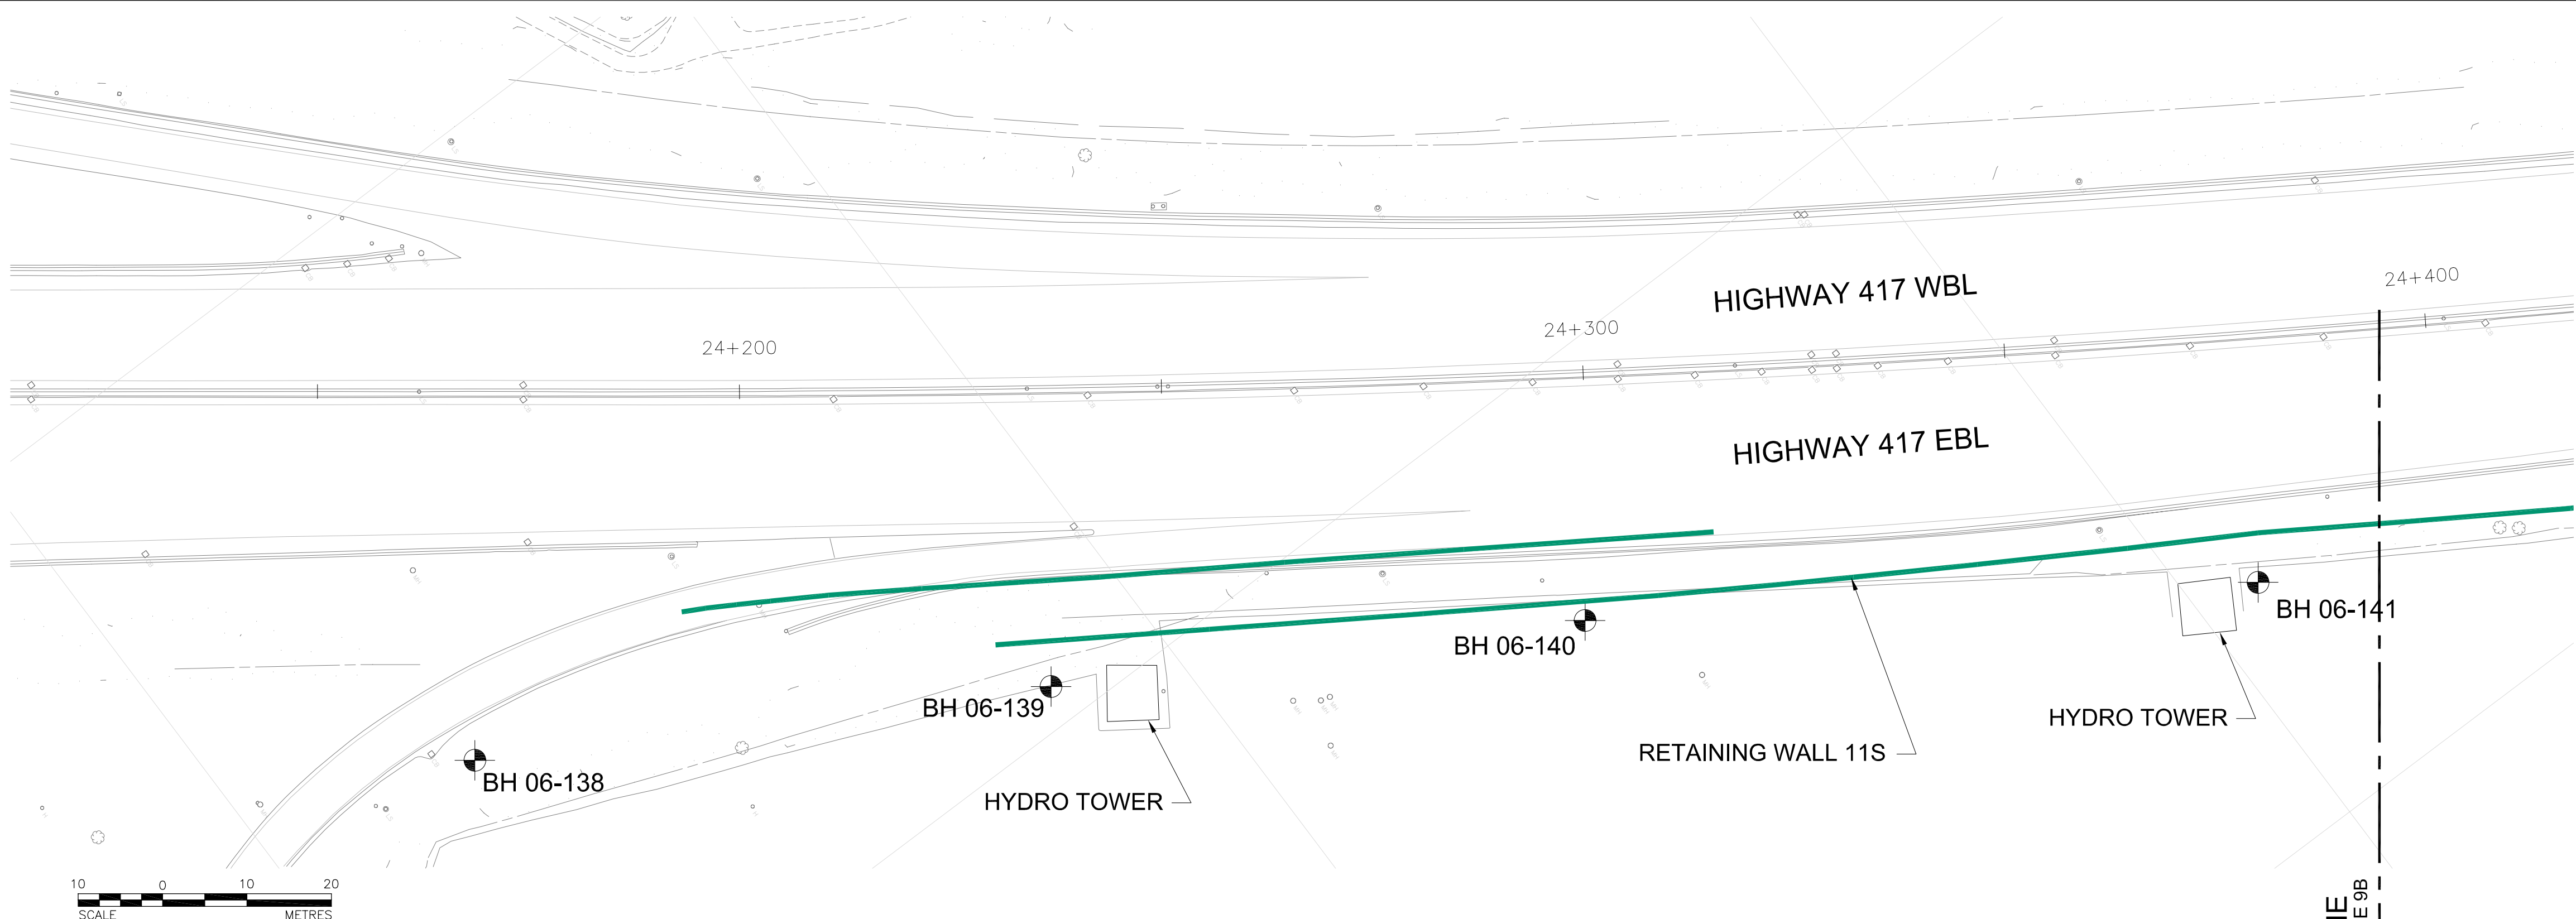 HIGHWAY 417 WBL
24+400
24+300
24+200
HIGHWAY 417 EBL
BH 06-141
BH 06-140
BH 06-139
HYDRO TOWER
RETAINING WALL 11S
BH 06-138
HYDRO TOWER
10 0 10 20
SCALE METRES
E 9B